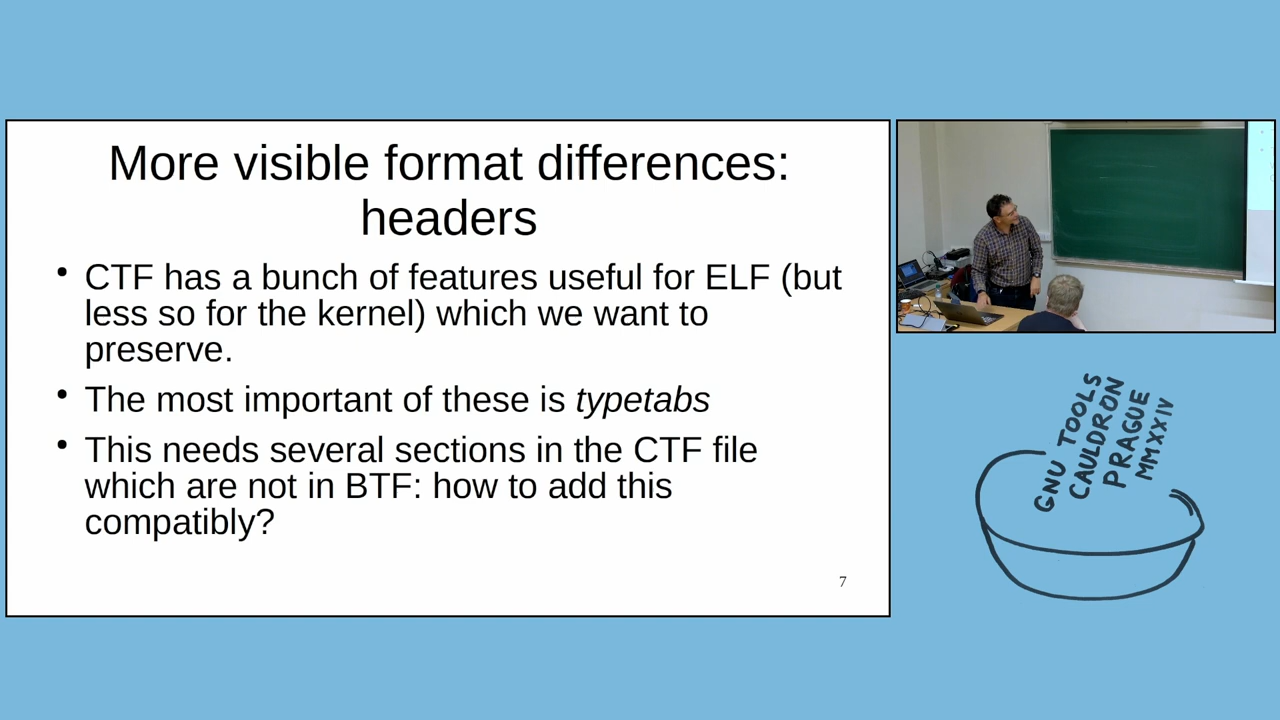 More visible format differences:
headers
• CTF has a bunch of features useful for ELF (but
less so for the kernel) which we want to
preserve.
• The most important of these is typetabs
• This needs several sections in the CTF file
which are not in BTF: how to add this
compatibly?
7
GNU TOOLS
CAULDRON
PRAGUE
MMXXIV